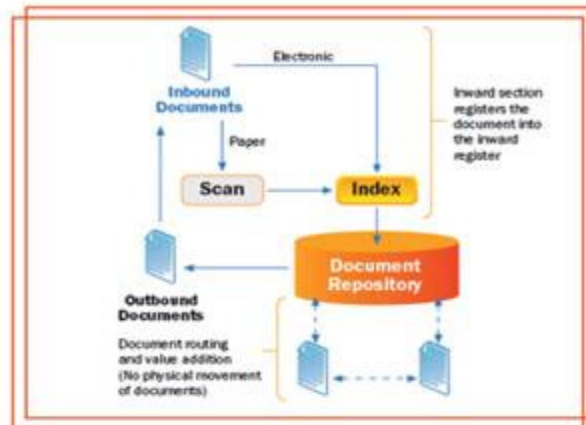 Electronic
Inbound
Documents
Paper
Scan
Index
Inward section
registers the
document into
the inward
register
Document
Repository
Outbound
Documents
Document routing
and value addition
(No physical movement
of documents)